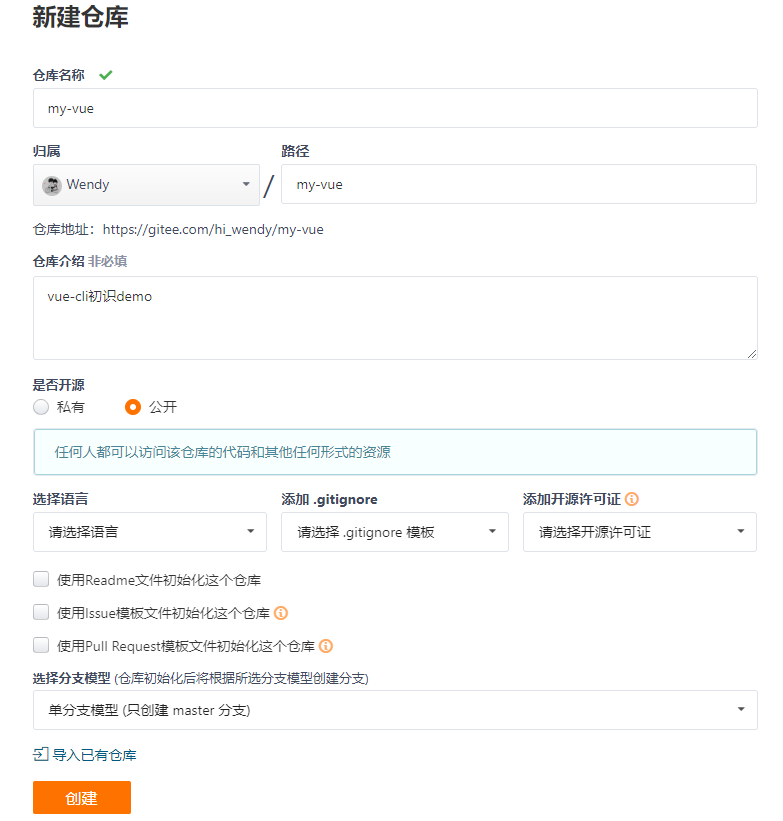 新建仓库
仓库名称
my-vue
归属 路径
Wendy / my-vue
仓库地址：https://gitee.com/hi_wendy/my-vue
仓库介绍 非必填
vue-cli初识demo
是否开源
私有 公开
任何人都可以访问该仓库的代码和其他任何形式的资源
选择语言 添加 .gitignore 添加开源许可证
请选择语言 请选择 .gitignore 模板 请选择开源许可证
使用Readme文件初始化这个仓库
使用Issue模板文件初始化这个仓库
使用Pull Request模板文件初始化这个仓库
选择分支模型 (仓库初始化后将根据所选分支模型创建分支)
单分支模型 (只创建 master 分支)
导入已有仓库
创建